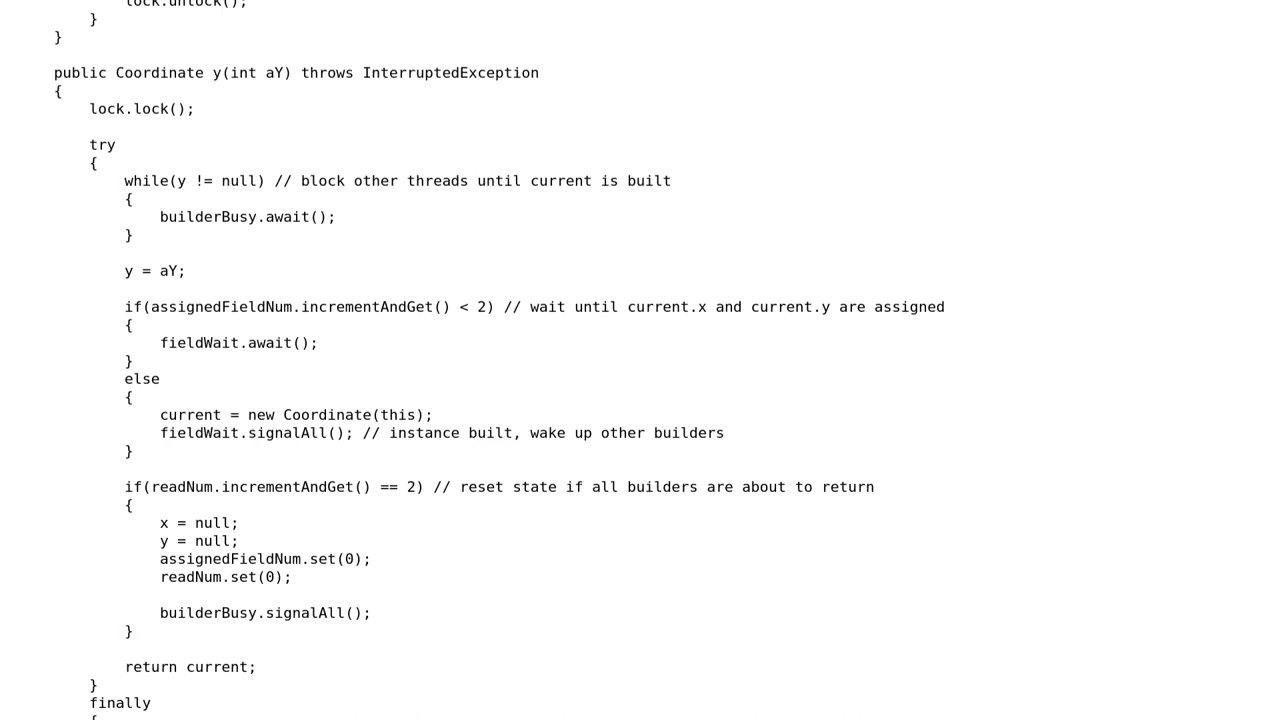 lock.unlock();
}
}
public Coordinate y(int aY) throws InterruptedException
{
lock.lock();
try
{
while(y != null) // block other threads until current is built
{
builderBusy.await();
}
y = aY;
if(assignedFieldNum.incrementAndGet() < 2) // wait until current.x and current.y are assigned
{
fieldWait.await();
}
else
{
current = new Coordinate(this);
fieldWait.signalAll(); // instance built, wake up other builders
}
if(readNum.incrementAndGet() == 2) // reset state if all builders are about to return
{
x = null;
y = null;
assignedFieldNum.set(0);
readNum.set(0);
builderBusy.signalAll();
}
return current;
}
finally
{